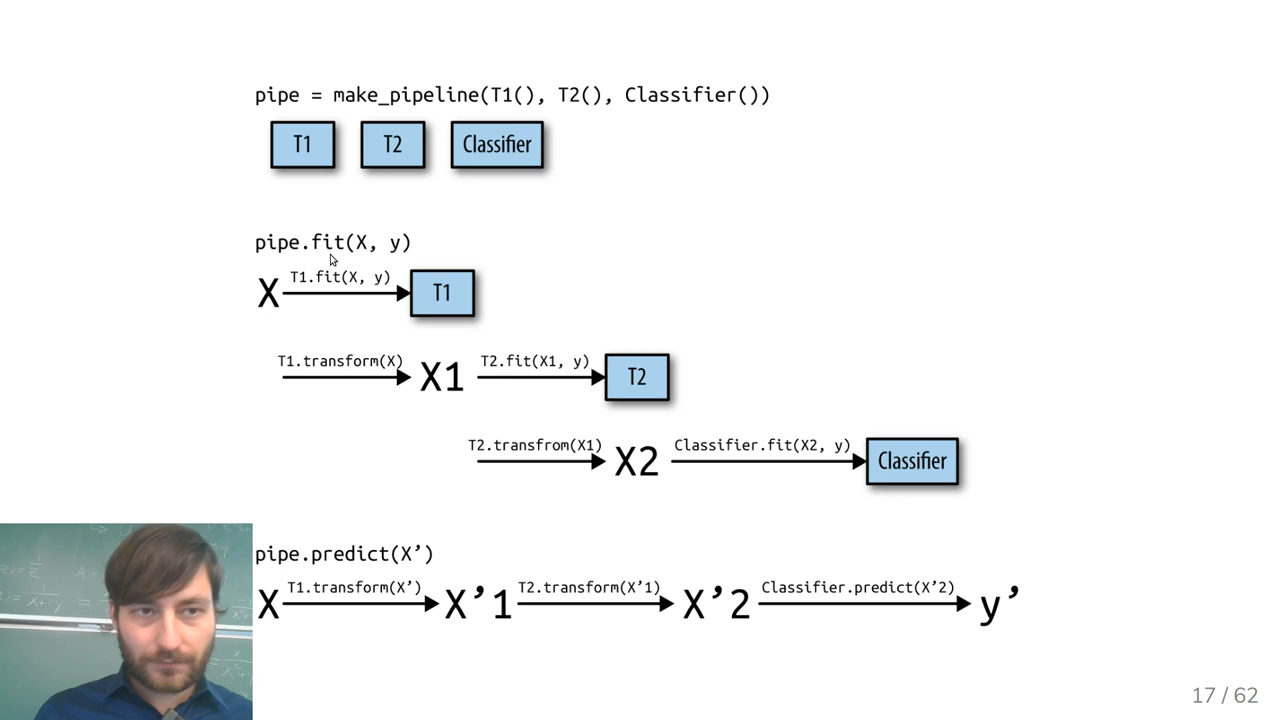 pipe = make_pipeline(T1(), T2(), Classifier())
T1 T2 Classifier
pipe.fit(X, y)
X T1.fit(X, y) T1
T1.transform(X) X1 T2.fit(X1, y) T2
T2.transfrom(X1) X2 Classifier.fit(X2, y) Classifier
pipe.predict(X’)
X T1.transform(X’) X’1 T2.transform(X’1) X’2 Classifier.predict(X’2) y’
17 / 62